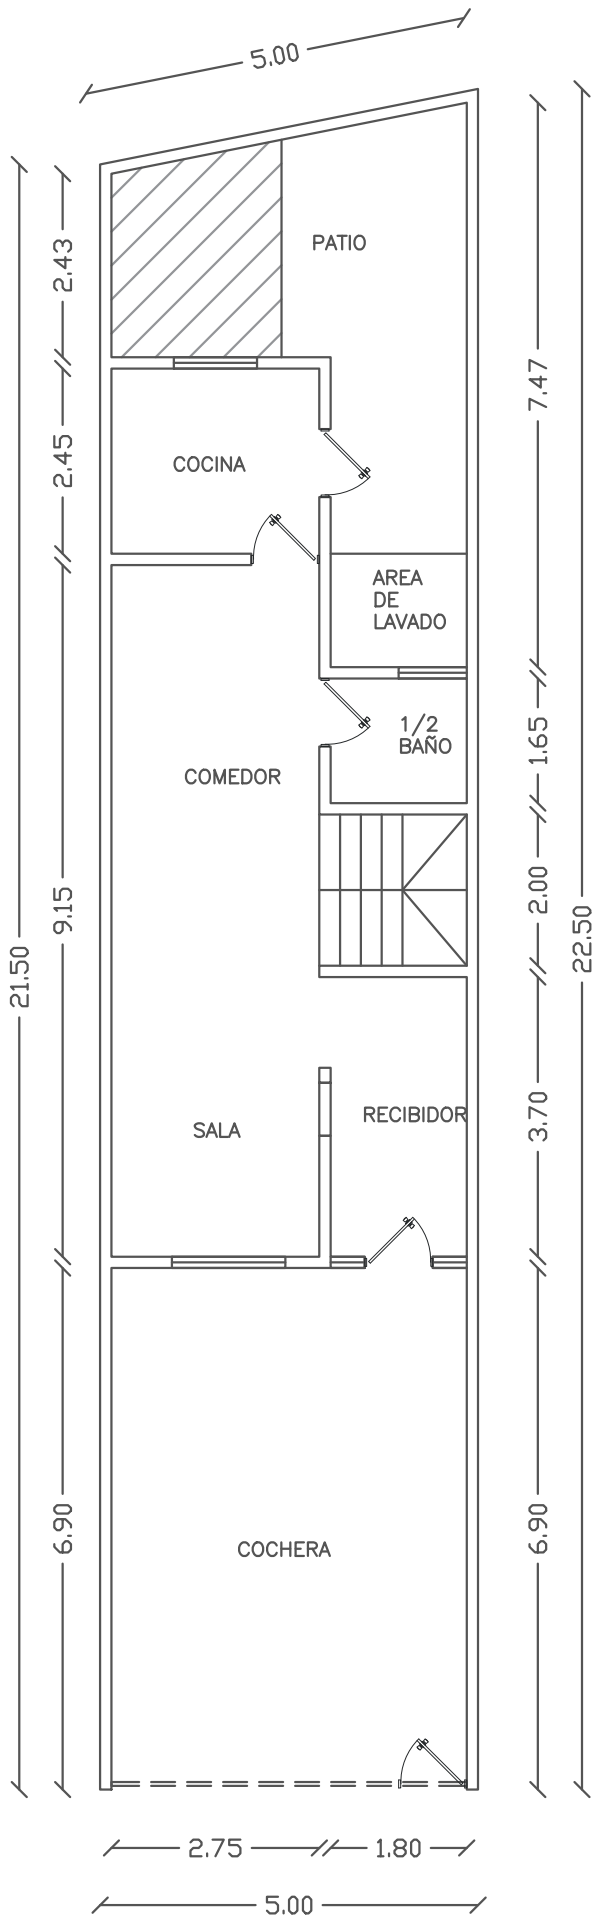 5.00
PATIO
2.43
7.47
2.45
COCINA
AREA
DE
LAVADO
1/2
BAÑO
1.65
COMEDOR
2.00
9.15
22.50
21.50
SALA
RECIBIDOR
3.70
6.90
6.90
COCHERA
2.75
1.80
5.00